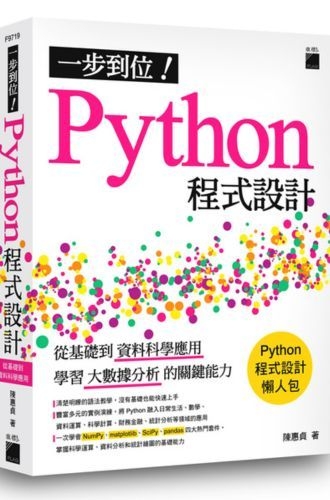 F9719
旗標
一步到位!
Python
程式設計
從基礎到
資料科學應用
陳惠貞 著
旗標
一步到位!
Python
程式設計
從基礎到 資料科學應用
學習 大數據分析 的關鍵能力
Python
程式設計
懶人包
清楚明瞭的語法教學,沒有基礎也能快速上手
豐富多元的實例演練,將 Python 融入日常生活、數學、
資料運算、科學計算、財務金融、統計分析等領域的應用
一次學會 NumPy、matplotlib、SciPy、pandas 四大熱門套件,
掌握科學運算、資料分析和統計繪圖的基礎能力
陳惠貞 著